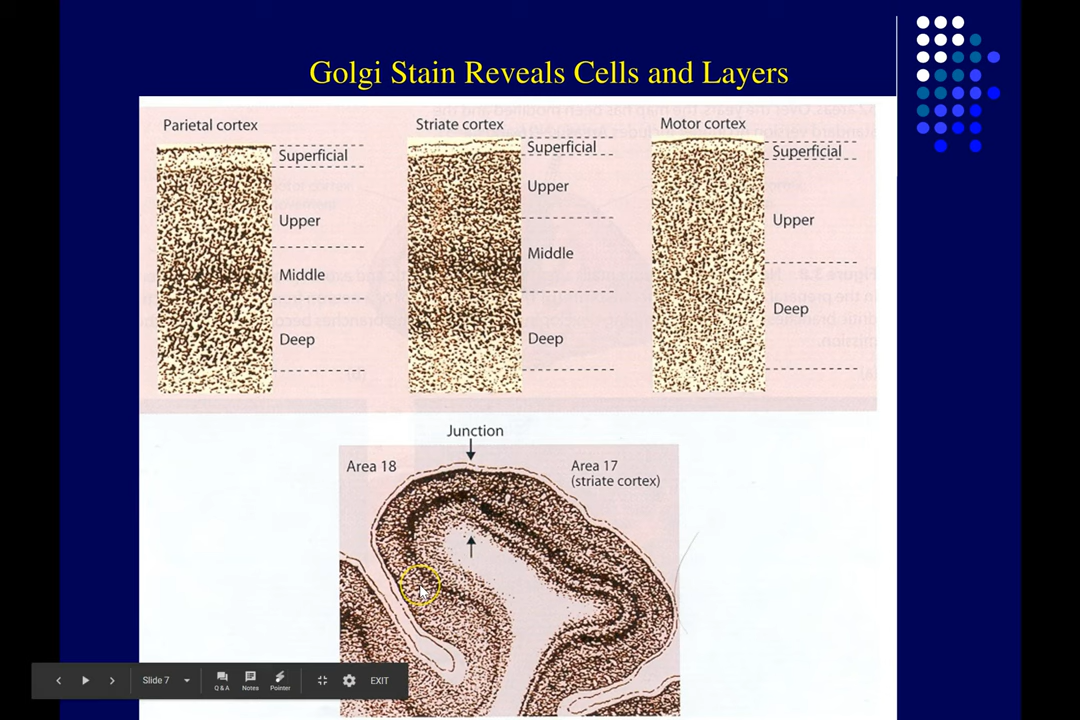 Golgi Stain Reveals Cells and Layers
Parietal cortex
Superficial
Upper
Middle
Deep
Striate cortex
Superficial
Upper
Middle
Deep
Motor cortex
Superficial
Upper
Deep
Junction
Area 18
Area 17
(striate cortex)
Slide 7
Q & A
Notes
Pointer
EXIT